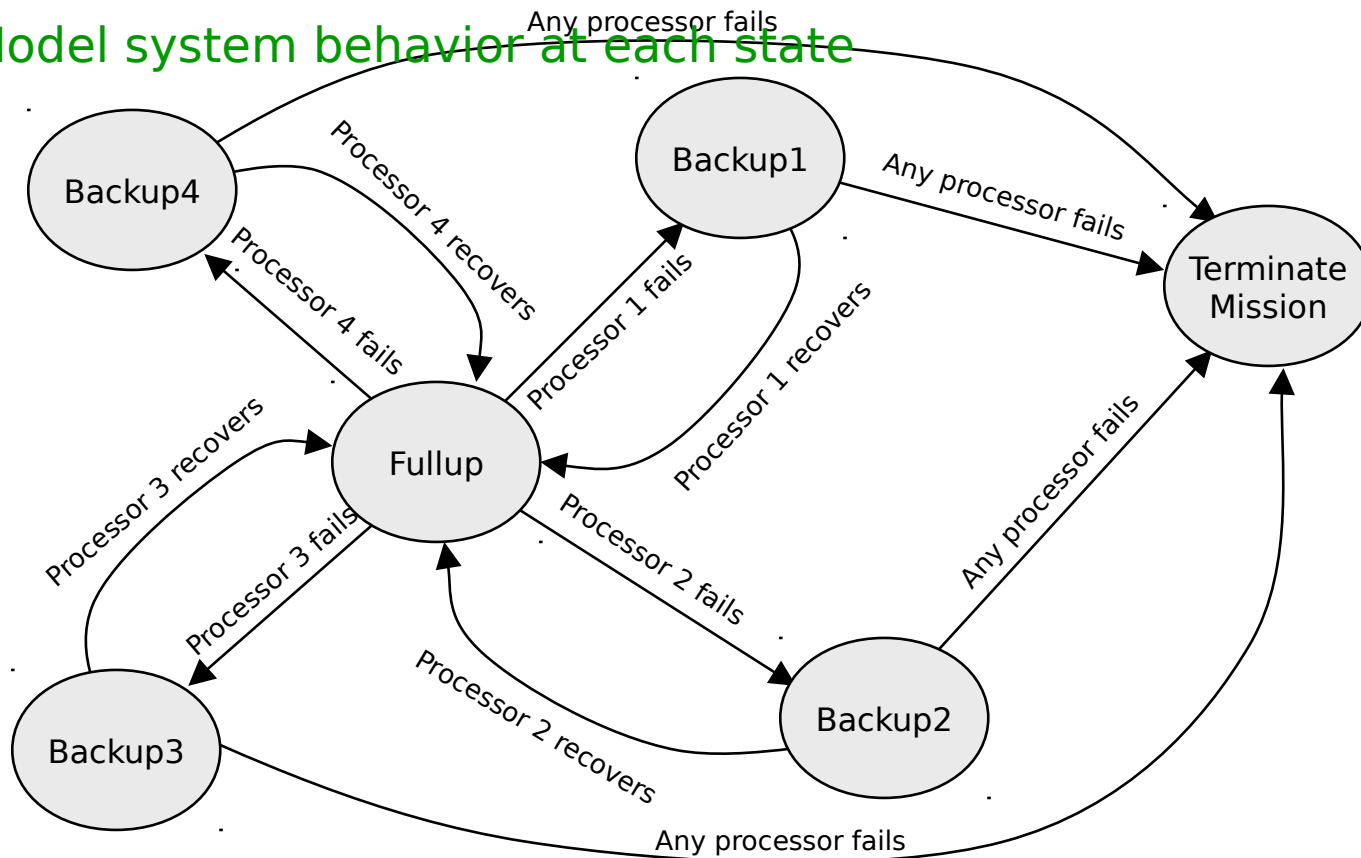 Any processor fails
Model system behavior at each state
Backup4
Processor 4 recovers
Backup1
Any processor fails
Terminate
Mission
Processor 4 fails
Processor 1 fails
Processor 1 recovers
Processor 3 recovers
Fullup
Processor 3 fails
Processor 2 fails
Any processor fails
Processor 2 recovers
Backup2
Backup3
Any processor fails